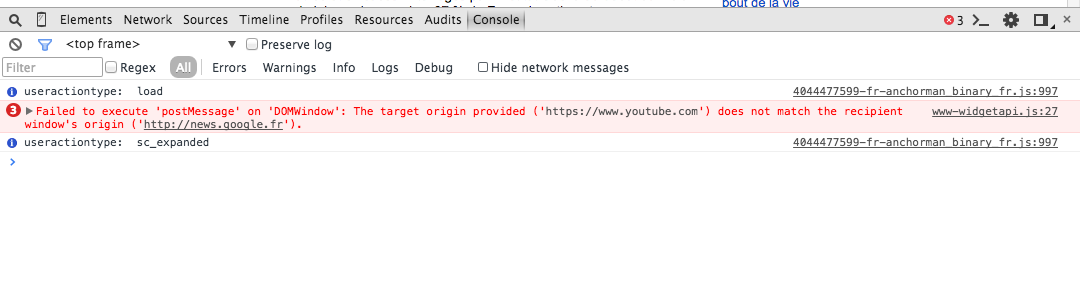 bout de la vie
Elements Network Sources Timeline Profiles Resources Audits Console 3
<top frame> Preserve log
Filter Regex All Errors Warnings Info Logs Debug Hide network messages
useractiontype: load 4044477599-fr-anchorman_binary_fr.js:997
3 Failed to execute 'postMessage' on 'DOMWindow': The target origin provided ('https://www.youtube.com') does not match the recipient www-widgetapi.js:27
window's origin ('http://news.google.fr').
useractiontype: sc_expanded 4044477599-fr-anchorman_binary_fr.js:997